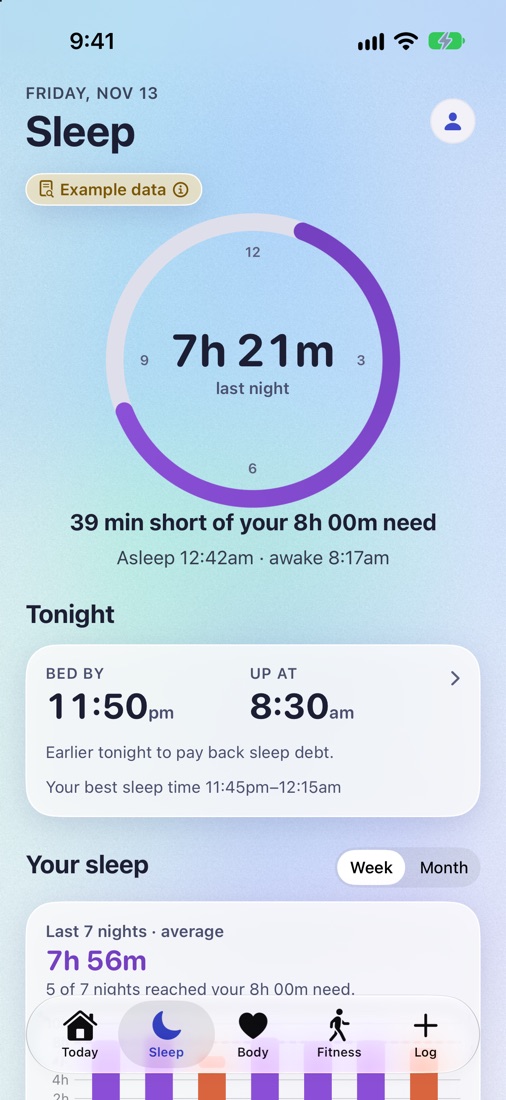 9:41
FRIDAY, NOV 13
Sleep
Example data
12
9
7h 21m
3
last night
6
39 min short of your 8h 00m need
Asleep 12:42am · awake 8:17am
Tonight
BED BY
UP AT
11:50pm
8:30am
Earlier tonight to pay back sleep debt.
Your best sleep time 11:45pm–12:15am
Your sleep
Week
Month
Last 7 nights · average
7h 56m
5 of 7 nights reached your 8h 00m need.
Today
Sleep
Body
Fitness
Log
4h
2h